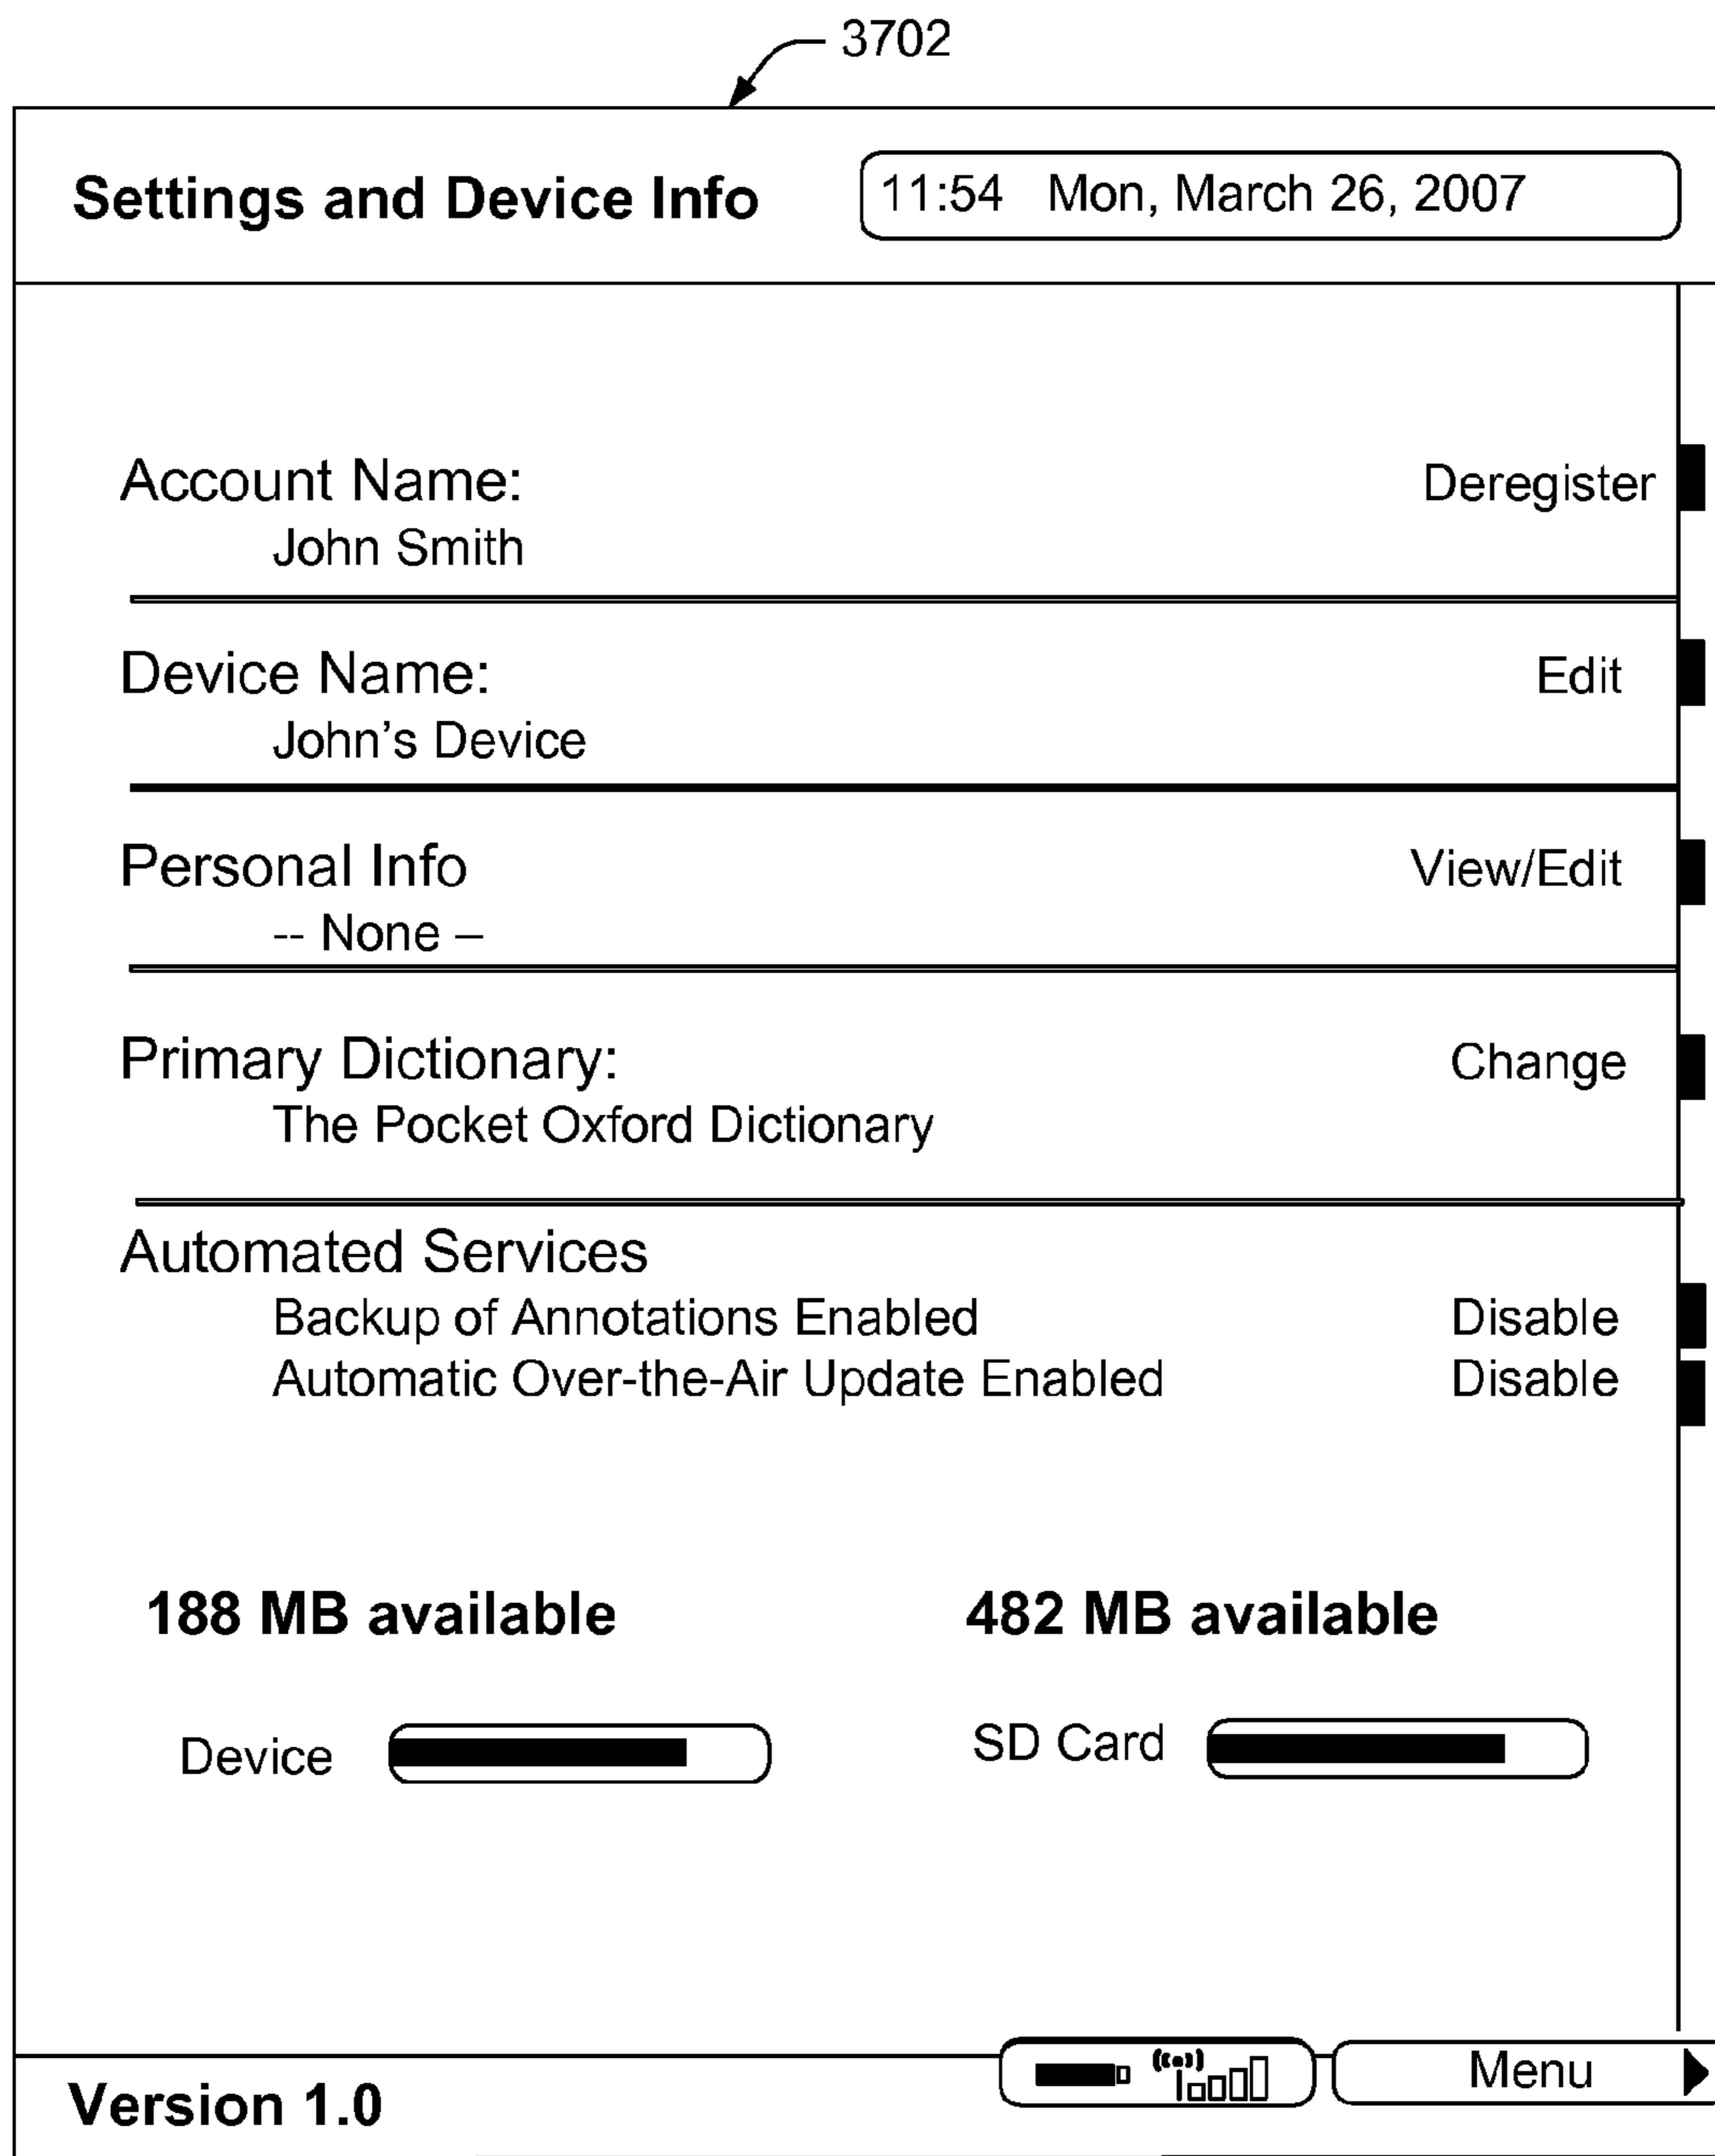 3702
Settings and Device Info 11:54 Mon, March 26, 2007
Account Name: Deregister
John Smith
Device Name: Edit
John's Device
Personal Info View/Edit
-- None –
Primary Dictionary: Change
The Pocket Oxford Dictionary
Automated Services
Backup of Annotations Enabled Disable
Automatic Over-the-Air Update Enabled Disable
188 MB available 482 MB available
Device SD Card
Version 1.0 Menu